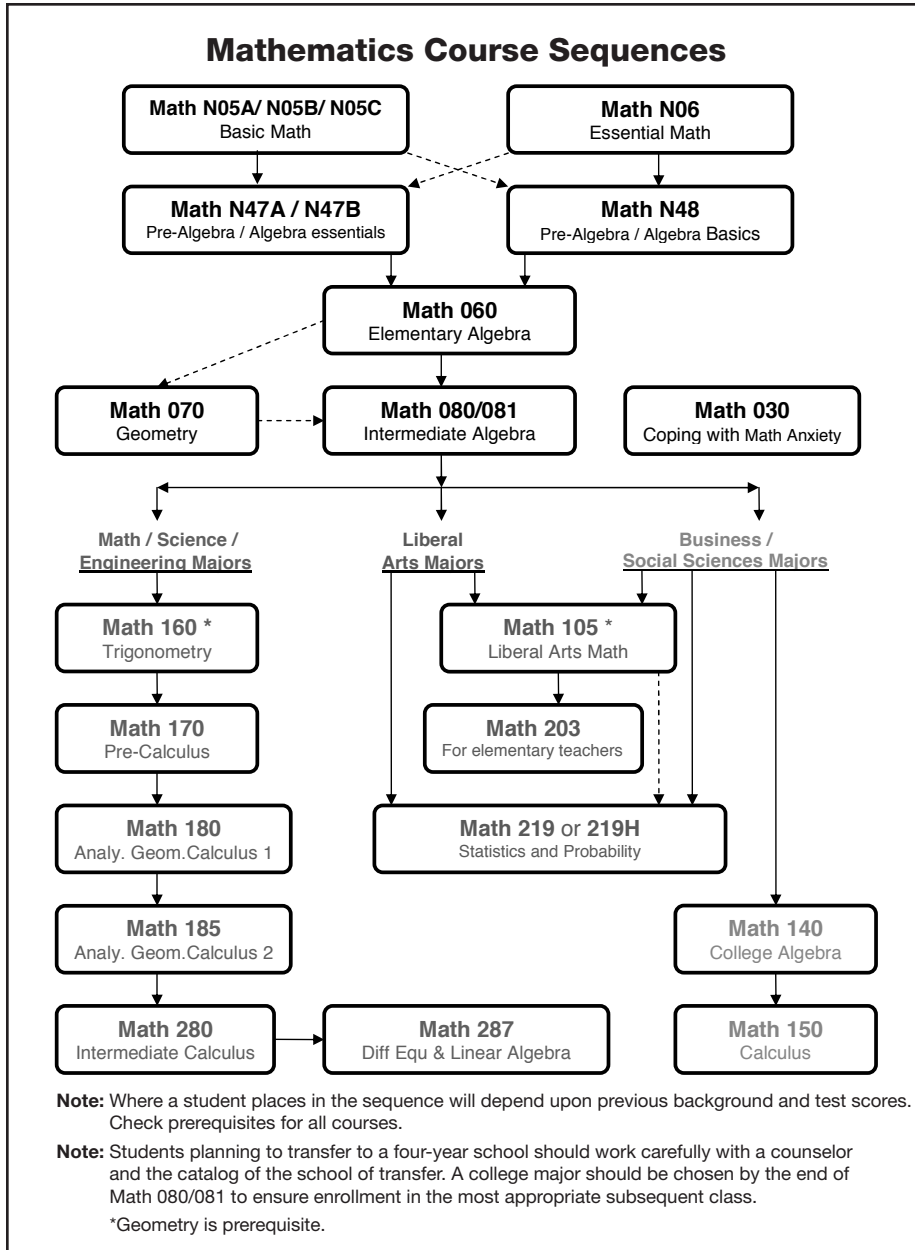 Mathematics Course Sequences
Math N05A/ N05B/ N05C
Basic Math
Math N06
Essential Math
Math N47A / N47B
Pre-Algebra / Algebra essentials
Math N48
Pre-Algebra / Algebra Basics
Math 060
Elementary Algebra
Math 070
Geometry
Math 080/081
Intermediate Algebra
Math 030
Coping with Math Anxiety
Math / Science /
Engineering Majors
Liberal
Arts Majors
Business /
Social Sciences Majors
Math 160 *
Trigonometry
Math 105 *
Liberal Arts Math
Math 170
Pre-Calculus
Math 203
For elementary teachers
Math 180
Analy. Geom.Calculus 1
Math 219 or 219H
Statistics and Probability
Math 185
Analy. Geom.Calculus 2
Math 140
College Algebra
Math 280
Intermediate Calculus
Math 287
Diff Equ & Linear Algebra
Math 150
Calculus
Note: Where a student places in the sequence will depend upon previous background and test scores.
Check prerequisites for all courses.
Note: Students planning to transfer to a four-year school should work carefully with a counselor
and the catalog of the school of transfer. A college major should be chosen by the end of
Math 080/081 to ensure enrollment in the most appropriate subsequent class.
*Geometry is prerequisite.